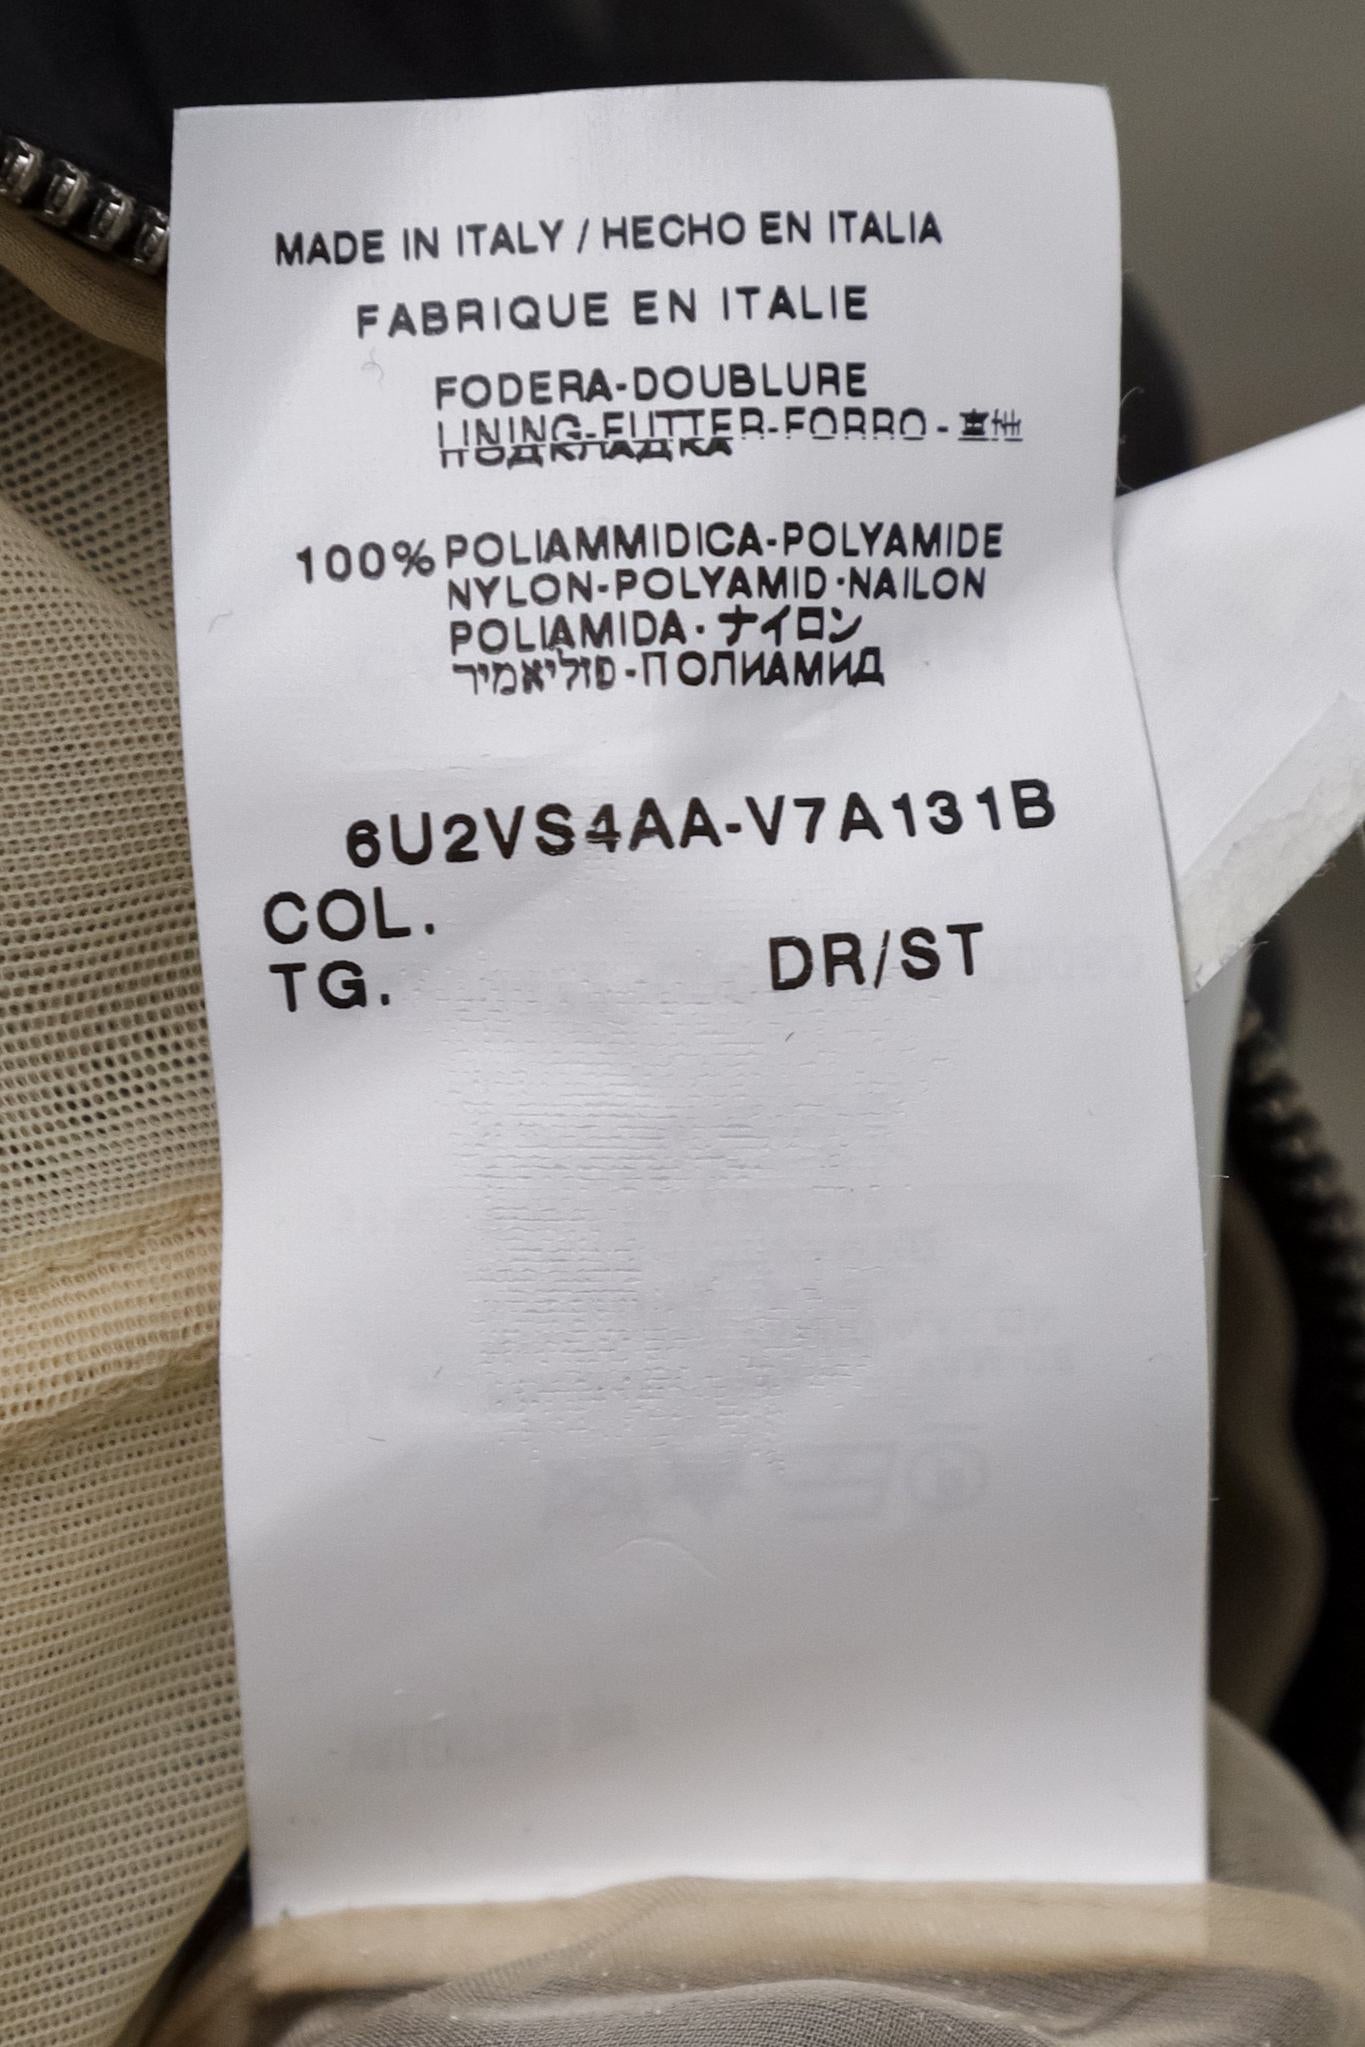 MADE IN ITALY / HECHO EN ITALIA
FABRIQUE EN ITALIE
FODERA-DOUBLURE
LINING-FUTTER-FORRO-
ПОДКЛАДКА
100% POLIAMMIDICA-POLYAMIDE
NYLON-POLYAMID-NAILON
POLIAMIDA-ナイロン
פוליאמיד-ПОЛИАМИД
6U2VS4AA-V7A131B
COL.
TG. DR/ST